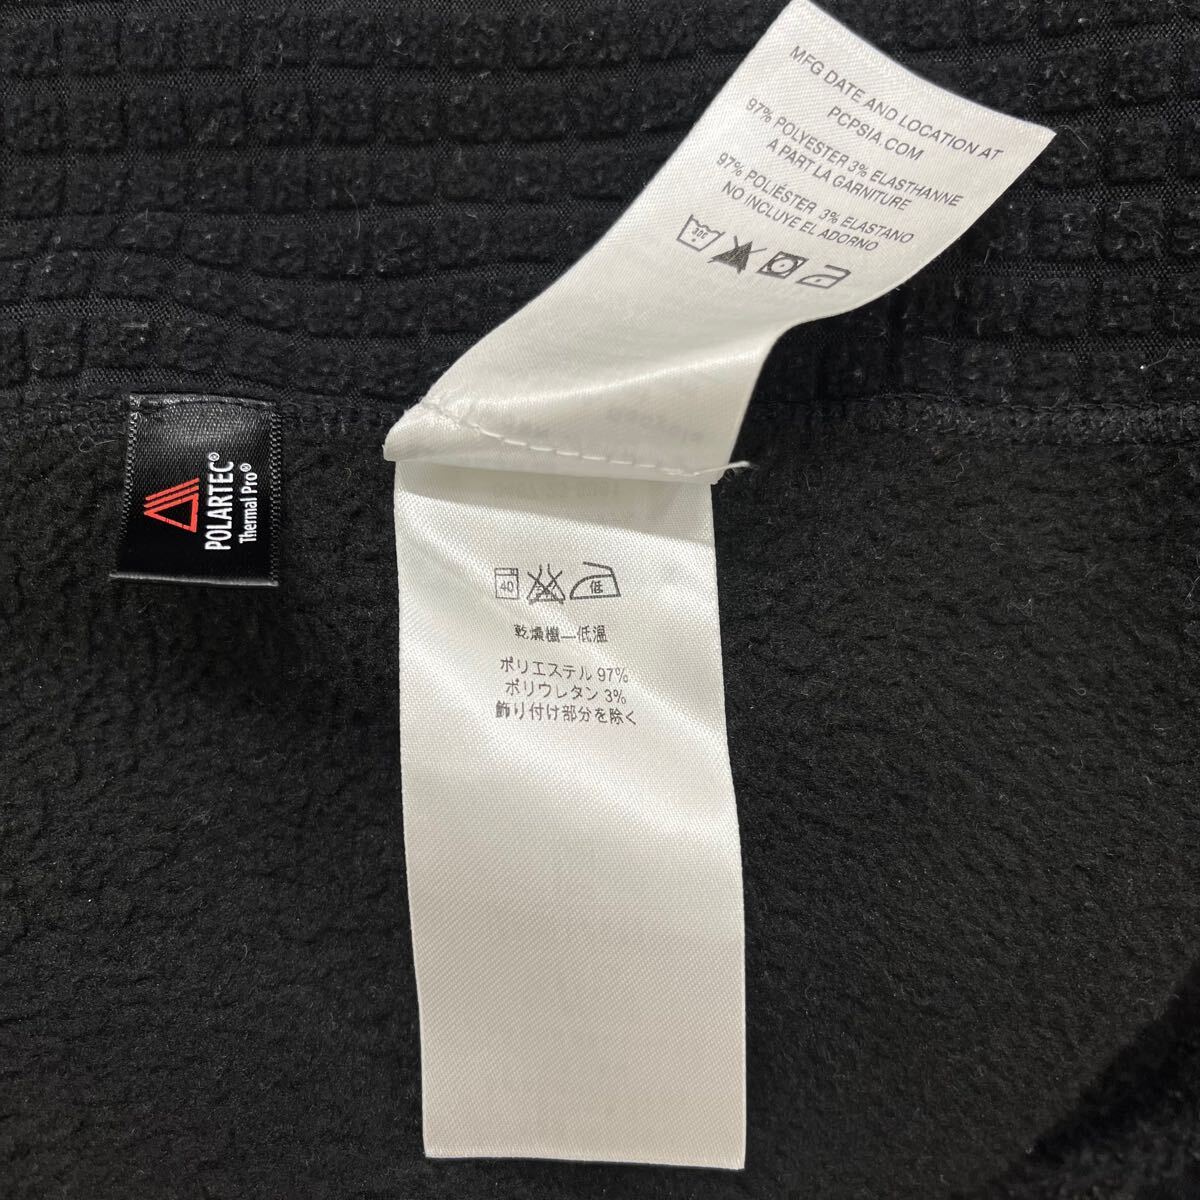 MFG DATE AND LOCATION AT
PCPSIA.COM
97% POLYESTER 3% ELASTHANNE
A PART LA GARNITURE
97% POLIÉSTER 3% ELASTANO
NO INCLUYE EL ADORNO
30C
POLARTEC®
Thermal Pro®
40
低
乾燥機—低温
ポリエステル 97%
ポリウレタン 3%
飾り付け部分を除く